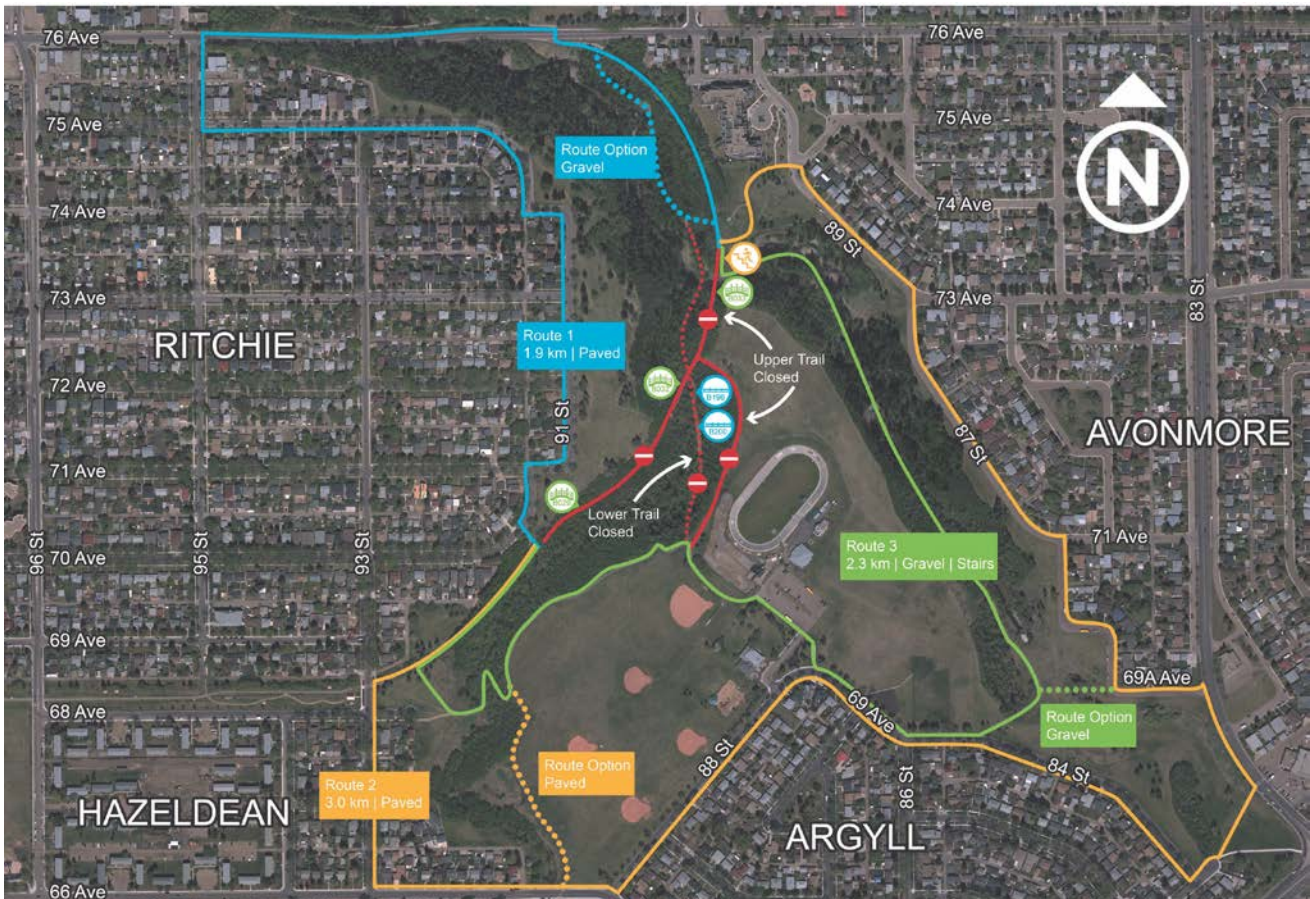 76 Ave
76 Ave
75 Ave
75 Ave
Route Option
Gravel
N
74 Ave
74 Ave
89 St
73 Ave
73 Ave
83 St
RITCHIE
Route 1
1.9 km | Paved
Upper Trail
Closed
72 Ave
B199
B200
91 St
87 St
AVONMORE
71 Ave
Lower Trail
Closed
71 Ave
96 St
95 St
93 St
70 Ave
Route 3
2.3 km | Gravel | Stairs
69 Ave
69A Ave
68 Ave
69 Ave
Route Option
Gravel
Route Option
Paved
88 St
84 St
Route 2
3.0 km | Paved
86 St
HAZELDEAN
ARGYLL
66 Ave